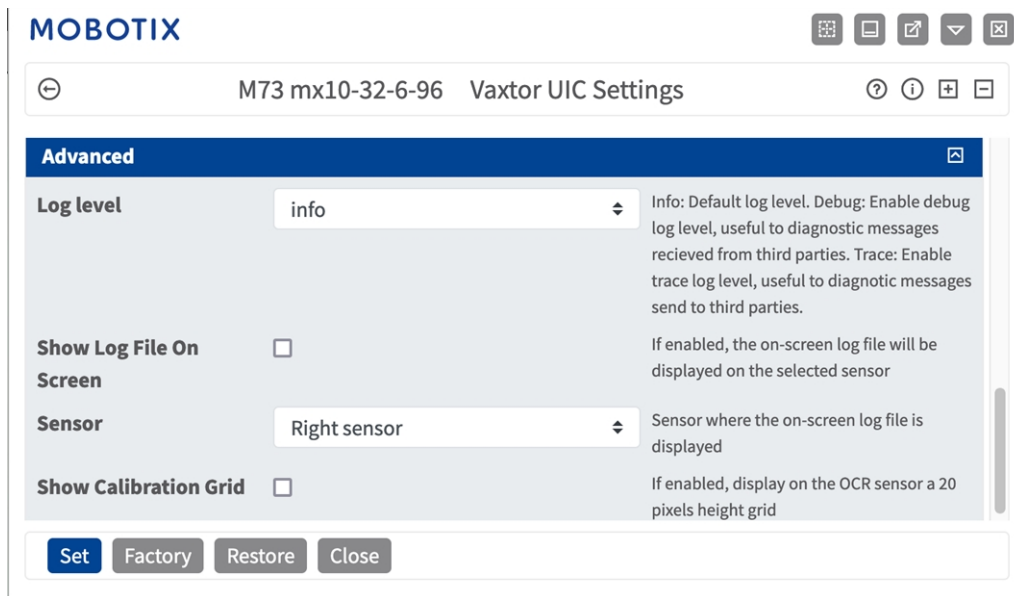 MOBOTIX
M73 mx10-32-6-96 Vaxtor UIC Settings
Advanced
Log level
info
Info: Default log level. Debug: Enable debug
log level, useful to diagnostic messages
recieved from third parties. Trace: Enable
trace log level, useful to diagnotic messages
send to third parties.
Show Log File On
Screen
If enabled, the on-screen log file will be
displayed on the selected sensor
Sensor
Right sensor
Sensor where the on-screen log file is
displayed
Show Calibration Grid
If enabled, display on the OCR sensor a 20
pixels height grid
Set Factory Restore Close